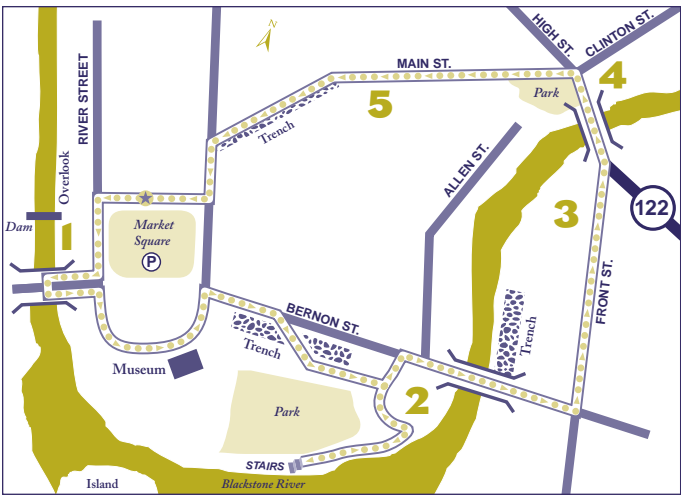 HIGH ST.
CLINTON ST.
N
MAIN ST.
RIVER STREET
4
Park
5
Trench
ALLEN ST.
Overlook
3
122
Dam
1
Market
Square
P
FRONT ST.
BERNON ST.
Trench
Trench
Museum
2
Park
STAIRS
Island
Blackstone River